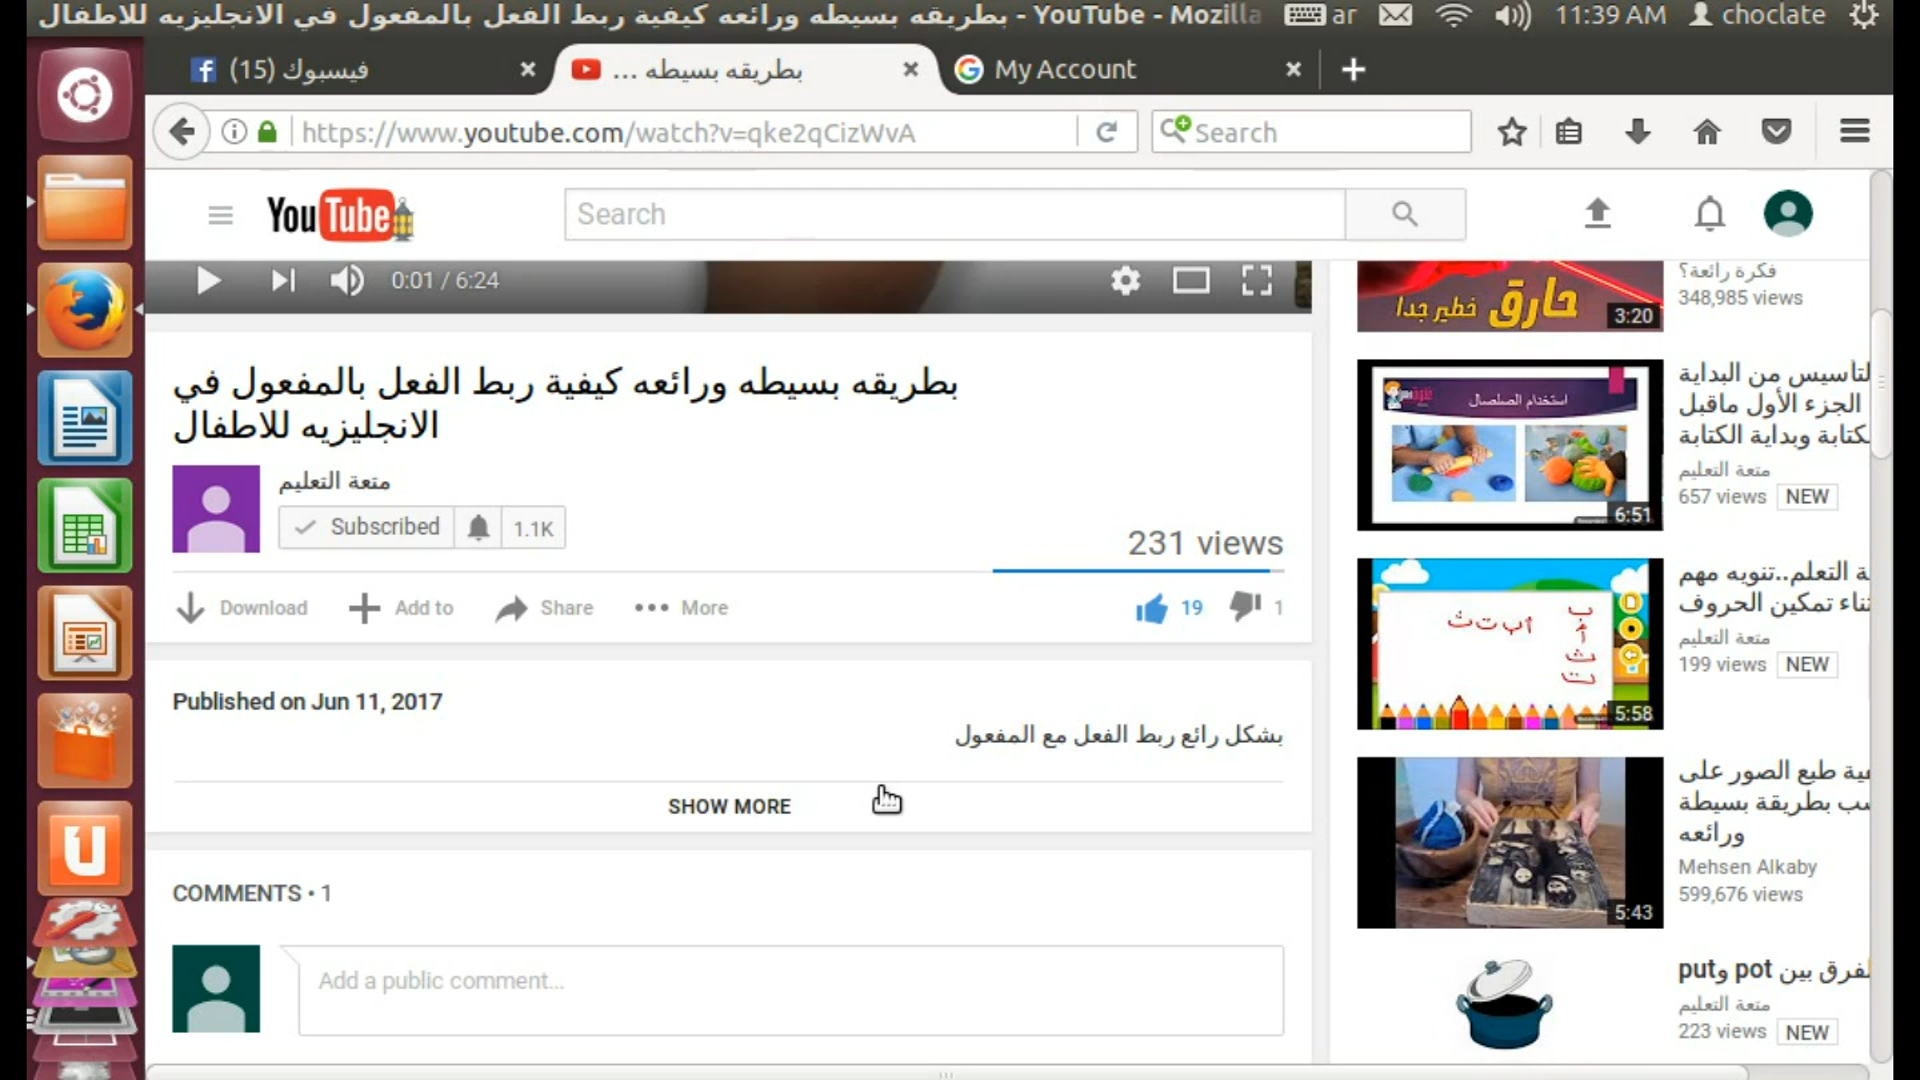 بطريقه بسيطه ورائعه كيفية ربط الفعل بالمفعول في الانجليزيه للاطفال - YouTube - Mozilla
ar
11:39 AM
choclate
(15) فيسبوك
بطريقه بسيطه ...
My Account
https://www.youtube.com/watch?v=qke2qCizWvA
Search
YouTube
Search
0:01 / 6:24
بطريقه بسيطه ورائعه كيفية ربط الفعل بالمفعول في
الانجليزيه للاطفال
متعة التعليم
Subscribed
1.1K
231 views
Download
Add to
Share
More
19
1
Published on Jun 11, 2017
بشكل رائع ربط الفعل مع المفعول
SHOW MORE
COMMENTS • 1
Add a public comment...
حارق خطير جدا
3:20
فكرة رائعة؟
348,985 views
استخدام الصلصال
6:51
لتأسيس من البداية
الجزء الأول ماقبل
كتابة وبداية الكتابة
متعة التعليم
657 views
NEW
أ ب ت ث
5:58
ة التعلم..تنويه مهم
ثناء تمكين الحروف
متعة التعليم
199 views
NEW
5:43
ية طبع الصور على
سب بطريقة بسيطة
ورائعه
Mehsen Alkaby
599,676 views
لفرق بين pot وput
متعة التعليم
223 views
NEW